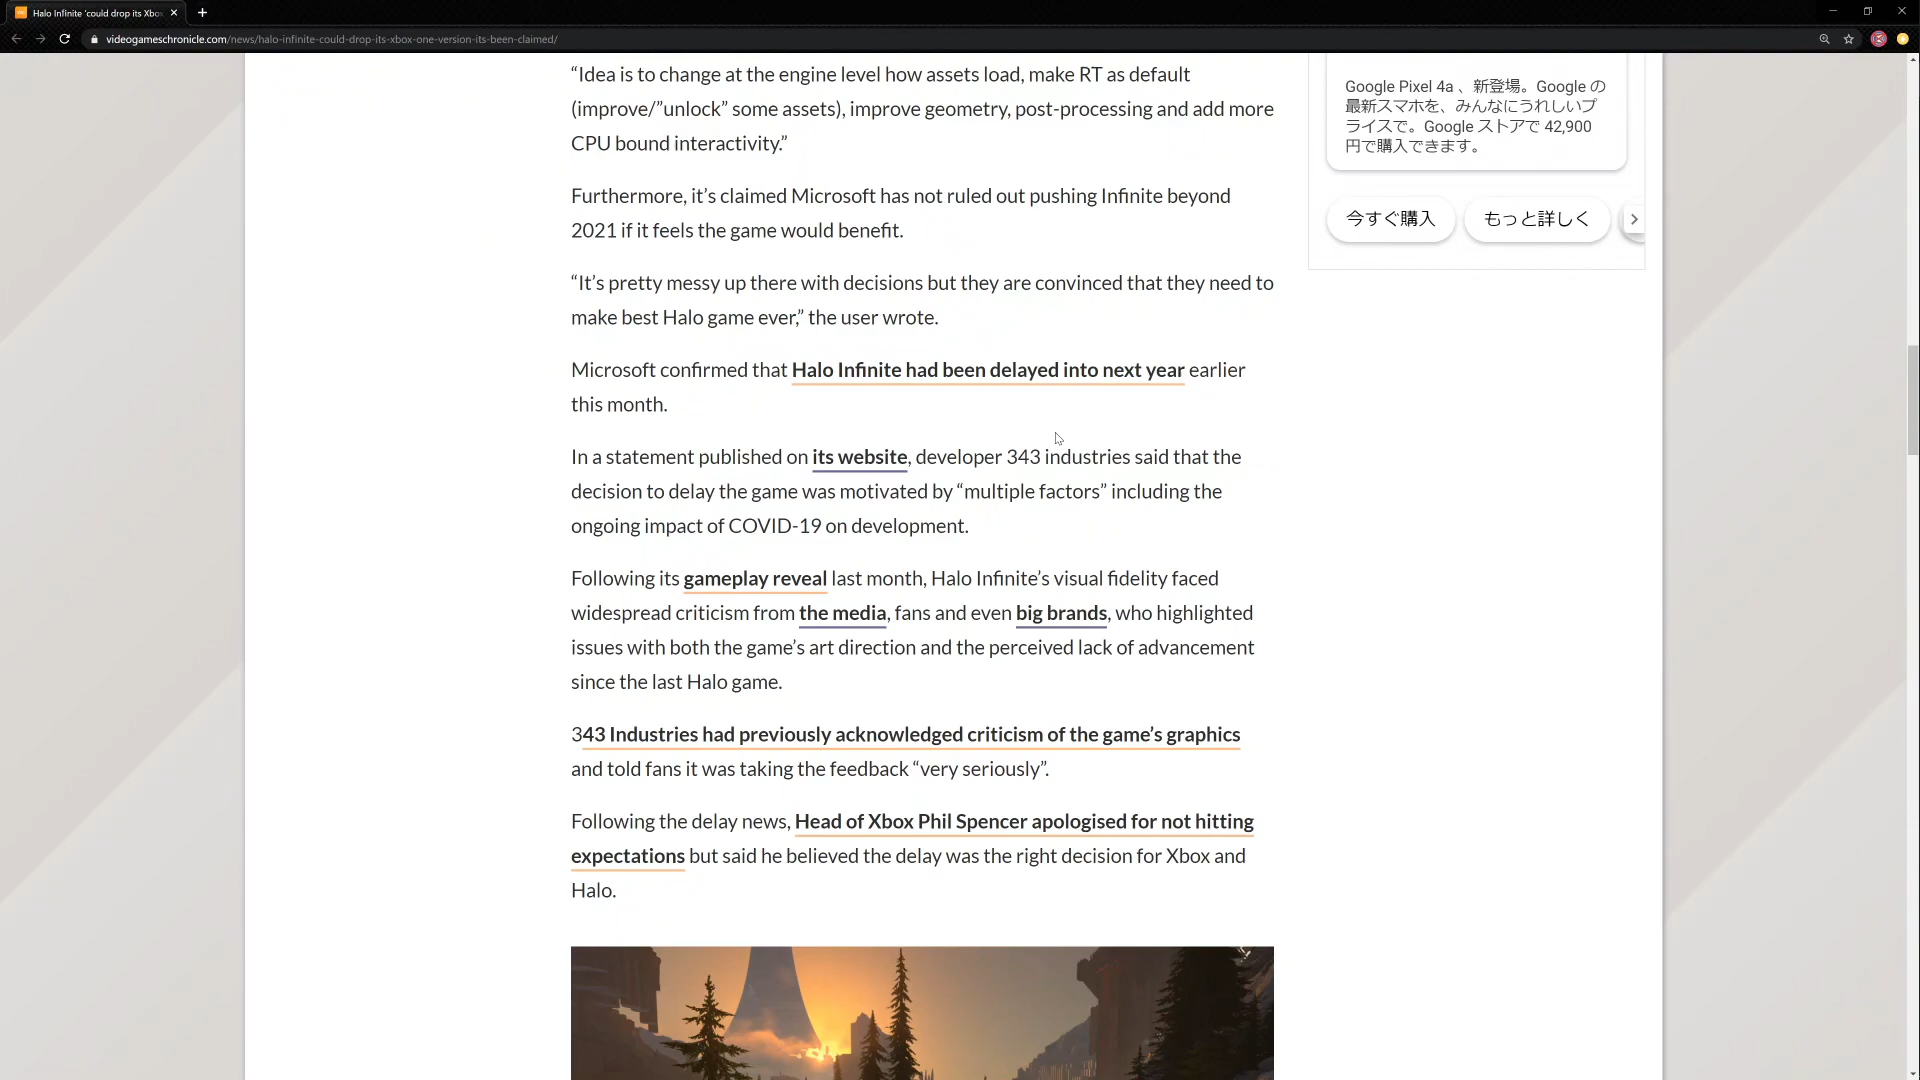 Halo Infinite 'could drop its Xbo
videogameschronicle.com/news/halo-infinite-could-drop-its-xbox-one-version-its-been-claimed/
“Idea is to change at the engine level how assets load, make RT as default
(improve/”unlock” some assets), improve geometry, post-processing and add more
CPU bound interactivity.”
Furthermore, it’s claimed Microsoft has not ruled out pushing Infinite beyond
2021 if it feels the game would benefit.
“It’s pretty messy up there with decisions but they are convinced that they need to
make best Halo game ever,” the user wrote.
Microsoft confirmed that Halo Infinite had been delayed into next year earlier
this month.
In a statement published on its website, developer 343 industries said that the
decision to delay the game was motivated by “multiple factors” including the
ongoing impact of COVID-19 on development.
Following its gameplay reveal last month, Halo Infinite’s visual fidelity faced
widespread criticism from the media, fans and even big brands, who highlighted
issues with both the game’s art direction and the perceived lack of advancement
since the last Halo game.
343 Industries had previously acknowledged criticism of the game’s graphics
and told fans it was taking the feedback “very seriously”.
Following the delay news, Head of Xbox Phil Spencer apologised for not hitting
expectations but said he believed the delay was the right decision for Xbox and
Halo.
Google Pixel 4a 、新登場。Google の
最新スマホを、みんなにうれしいプ
ライスで。Google ストアで 42,900
円で購入できます。
今すぐ購入
もっと詳しく